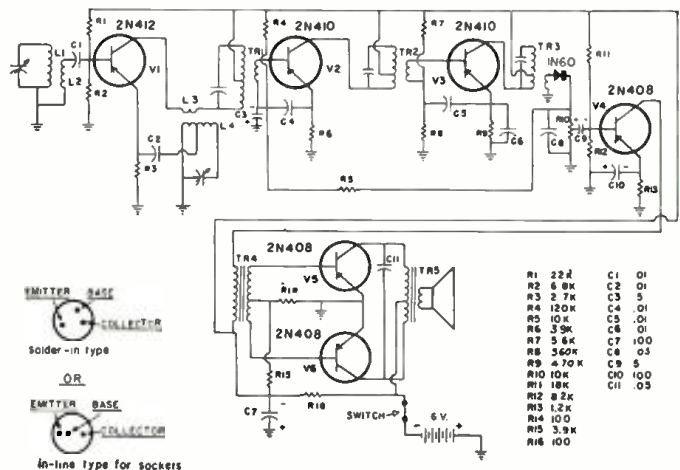 2N412
2N410
2N410
R1
R4
R7
TR1
TR2
TR3
IN60
R11
2N408
L1
C1
L2
V1
V2
V3
V4
R2
L3
C3
C4
R6
C5
R8
R9
C6
C8
R10
C9
R12
C10
R13
C2
L4
R3
R5
2N408
TR4
V5
C11
TR5
2N408
V6
R15
R18
C7
SWITCH
6 V.
EMITTER
BASE
COLLECTOR
Solder-in type
OR
EMITTER
BASE
COLLECTOR
in-line type for sockers
R1 22K C1 .01
R2 6.8K C2 .01
R3 2.7K C3 5
R4 120K C4 .01
R5 10K C5 .01
R6 3.9K C6 .01
R7 5.6K C7 100
R8 360K C8 .05
R9 470K C9 5
R10 10K C10 100
R11 18K C11 .05
R12 8.2K
R13 1.2K
R14 100
R15 3.9K
R16 100